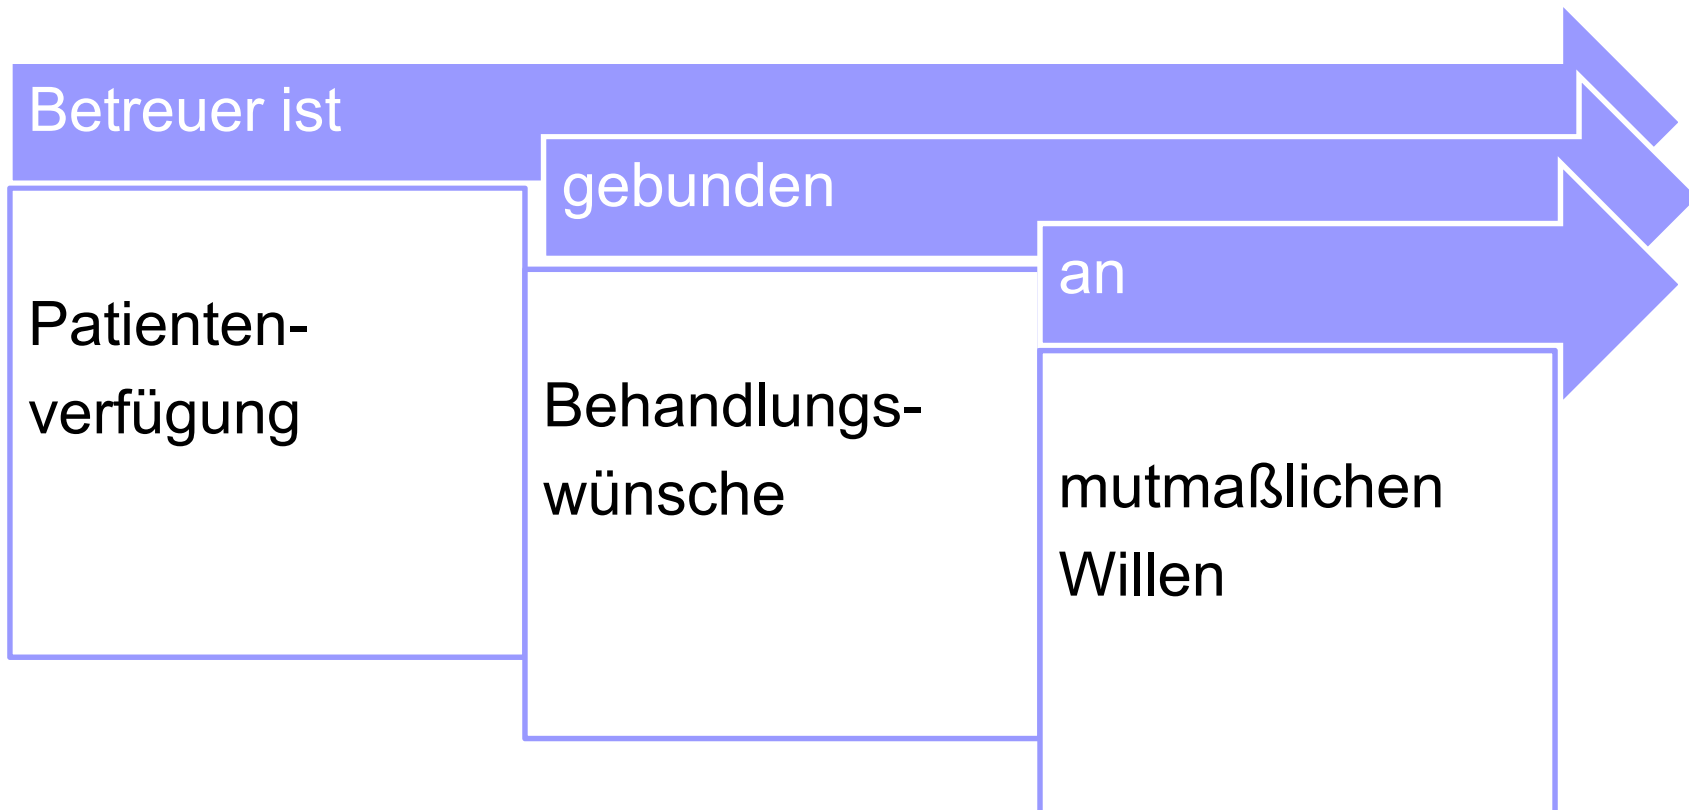 Betreuer ist
gebunden
an
Patienten-
verfügung
Behandlungs-
wünsche
mutmaßlichen
Willen